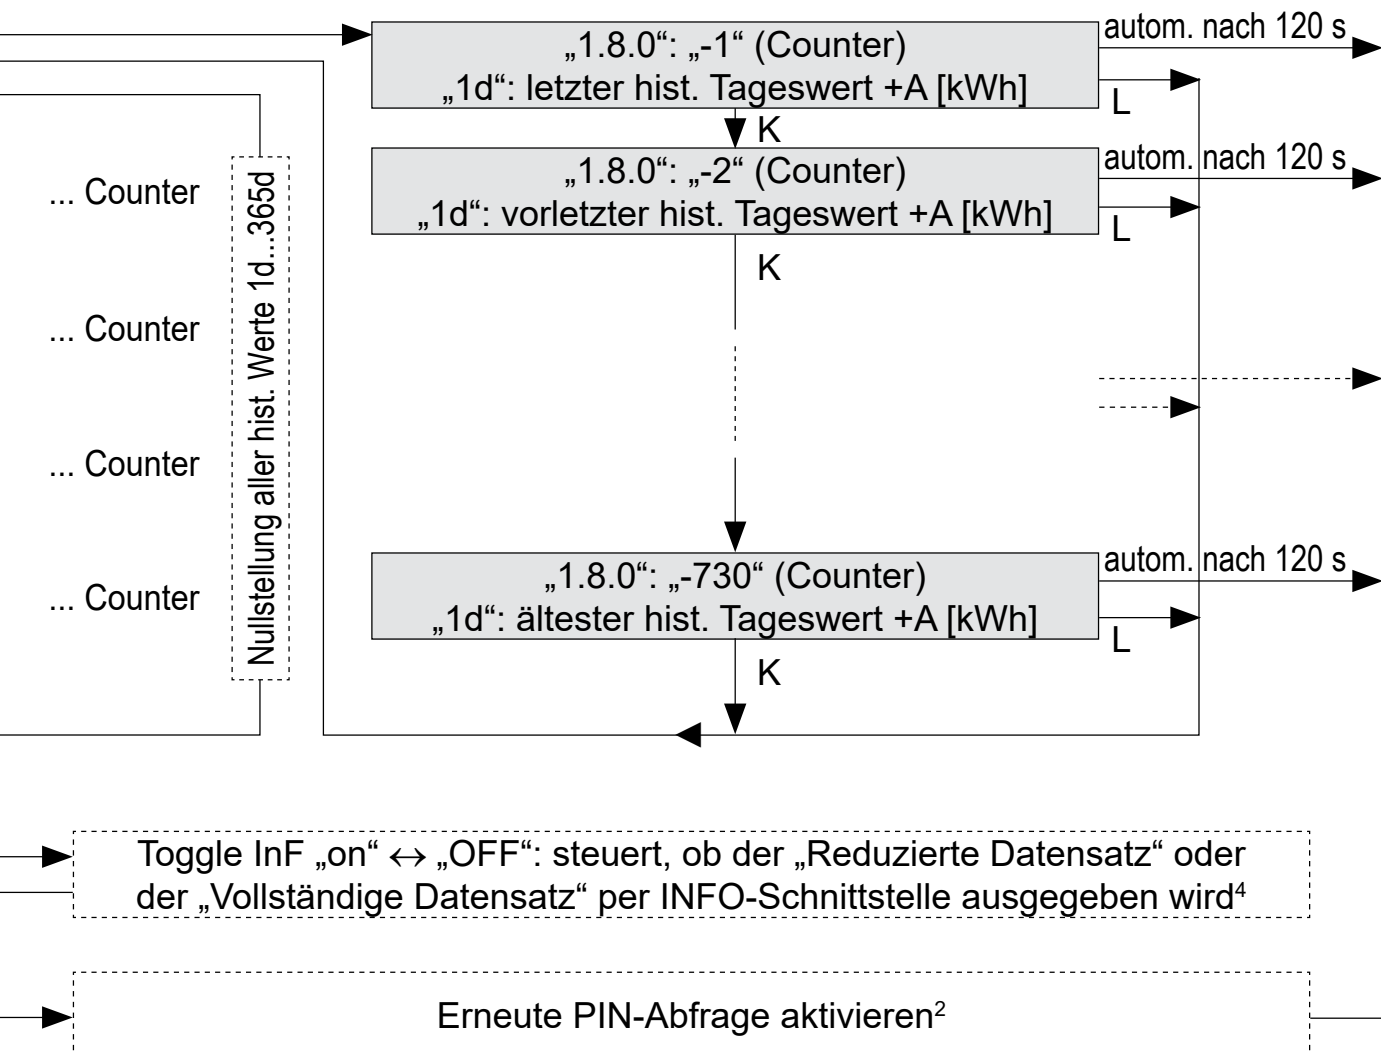 „1.8.0“: „-1“ (Counter)
„1d“: letzter hist. Tageswert +A [kWh]
autom. nach 120 s
L
K
„1.8.0“: „-2“ (Counter)
„1d“: vorletzter hist. Tageswert +A [kWh]
autom. nach 120 s
L
K
... Counter
... Counter
... Counter
... Counter
Nullstellung aller hist. Werte 1d...365d
„1.8.0“: „-730“ (Counter)
„1d“: ältester hist. Tageswert +A [kWh]
autom. nach 120 s
L
K
Toggle InF „on“ ↔ „OFF“: steuert, ob der „Reduzierte Datensatz“ oder
der „Vollständige Datensatz“ per INFO-Schnittstelle ausgegeben wird⁴
Erneute PIN-Abfrage aktivieren²